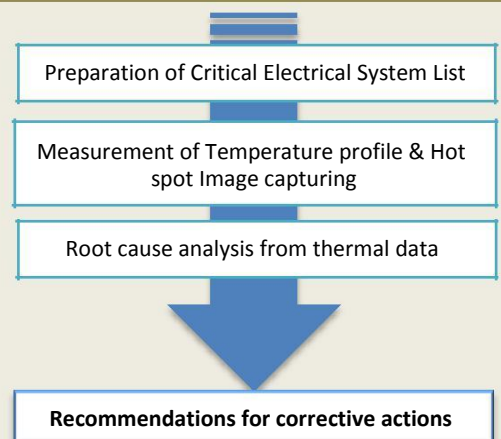 Preparation of Critical Electrical System List
Measurement of Temperature profile & Hot
spot Image capturing
Root cause analysis from thermal data
Recommendations for corrective actions